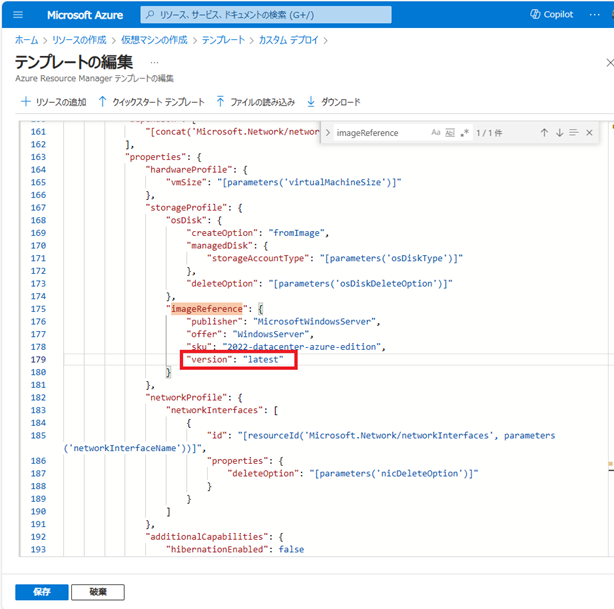 Microsoft Azure
リソース、サービス、ドキュメントの検索 (G+/)
Copilot
ホーム > リソースの作成 > 仮想マシンの作成 > テンプレート > カスタム デプロイ >
テンプレートの編集 …
Azure Resource Manager テンプレートの編集
リソースの追加 クイックスタート テンプレート ファイルの読み込み ダウンロード
imageReference Aa ab .* 1 / 1 件
161 "[concat('Microsoft.Network/networ
162 ],
163 "properties": {
164 "hardwareProfile": {
165 "vmSize": "[parameters('virtualMachineSize')]"
166 },
167 "storageProfile": {
168 "osDisk": {
169 "createOption": "fromImage",
170 "managedDisk": {
171 "storageAccountType": "[parameters('osDiskType')]"
172 },
173 "deleteOption": "[parameters('osDiskDeleteOption')]"
174 },
175 "imageReference": {
176 "publisher": "MicrosoftWindowsServer",
177 "offer": "WindowsServer",
178 "sku": "2022-datacenter-azure-edition",
179 "version": "latest"
180 }
181 },
182 "networkProfile": {
183 "networkInterfaces": [
184 {
185 "id": "[resourceId('Microsoft.Network/networkInterfaces', parameters
('networkInterfaceName'))]",
186 "properties": {
187 "deleteOption": "[parameters('nicDeleteOption')]"
188 }
189 }
190 ]
191 },
192 "additionalCapabilities": {
193 "hibernationEnabled": false
保存 破棄